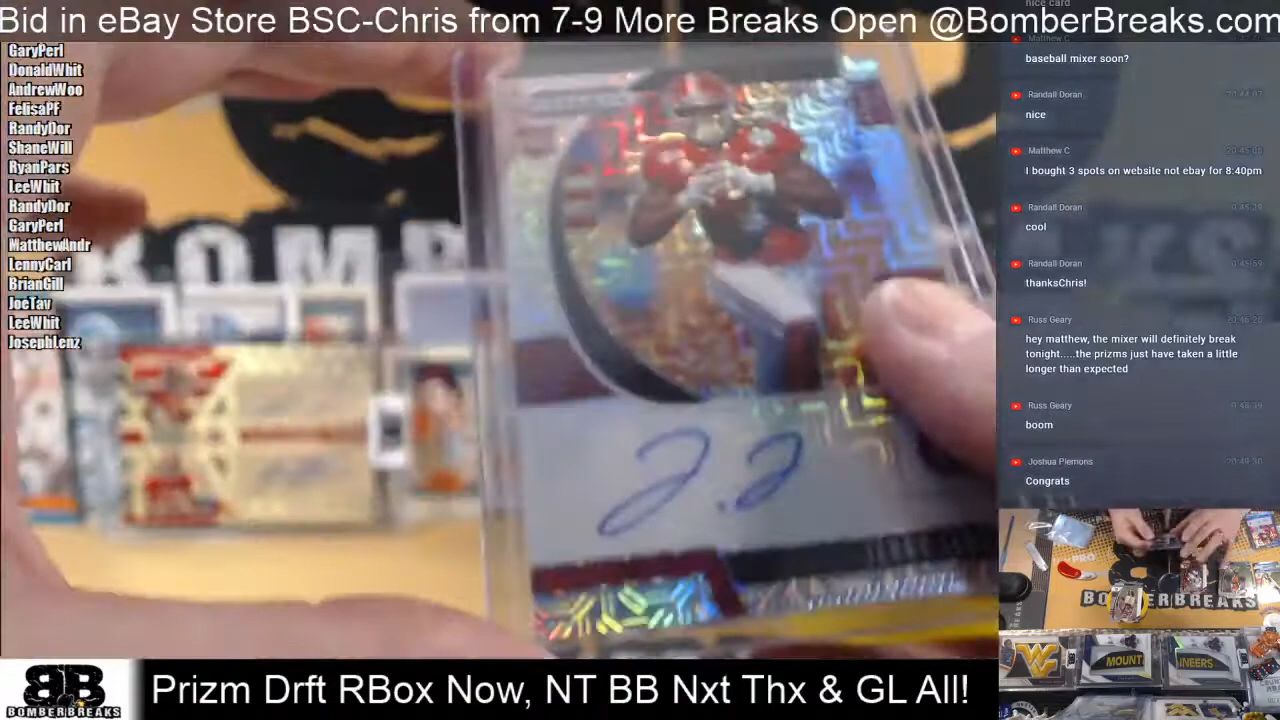 Bid in eBay Store BSC-Chris from 7-9 More Breaks Open @BomberBreaks.com
GaryPerl
DonaldWhit
AndrewWoo
FelisaPF
RandyDor
ShaneWill
RyanPars
LeeWhit
RandyDor
GaryPerl
MatthewAndr
LennyCarl
BrianGill
JoeTav
LeeWhit
JosephLenz
nice card
Matthew C
baseball mixer soon?
Randall Doran
nice
Matthew C
I bought 3 spots on website not ebay for 8:40pm
Randall Doran
cool
Randall Doran
thanksChris!
Russ Geary
hey matthew, the mixer will definitely break
tonight.....the prizms just have taken a little
longer than expected
Russ Geary
boom
Joshua Plemons
Congrats
BOMBERBREAKS
MOUNT
INEERS
BB
BOMBERBREAKS
Prizm Drft RBox Now, NT BB Nxt Thx & GL All!